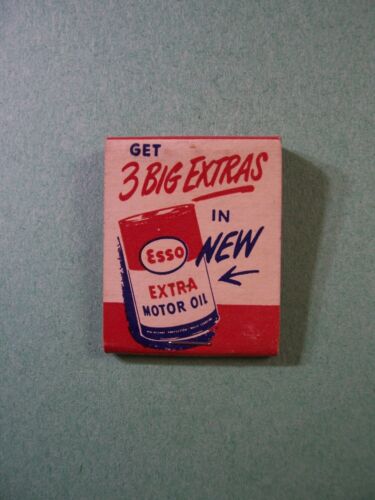 GET
3 BIG EXTRAS
IN
NEW
Esso
EXTRA
MOTOR OIL